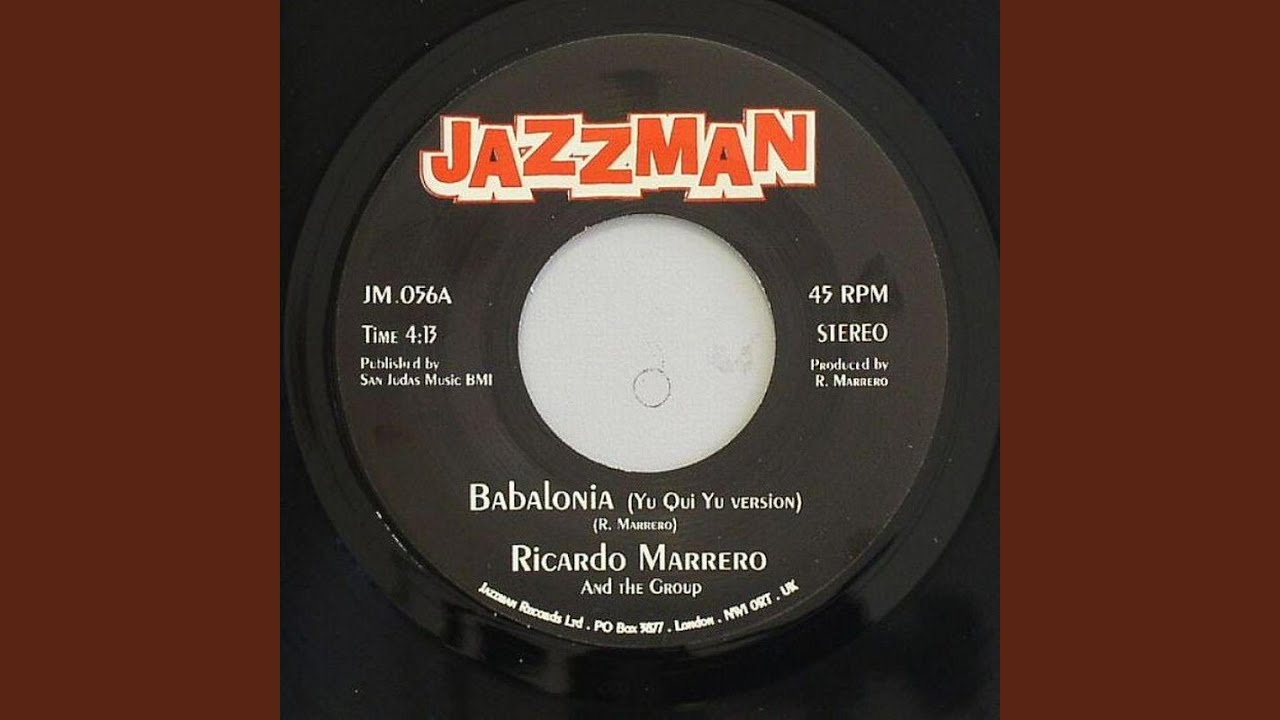 JAZZMAN
JM.056A
45 RPM
Time 4:13
STEREO
Published by
San Judas Music BMI
Produced by
R. Marrero
Babalonia (Yu Qui Yu version)
(R. Marrero)
Ricardo Marrero
And the Group
Jazzman Records Ltd . PO Box 3877 . London . NW1 0RT . UK